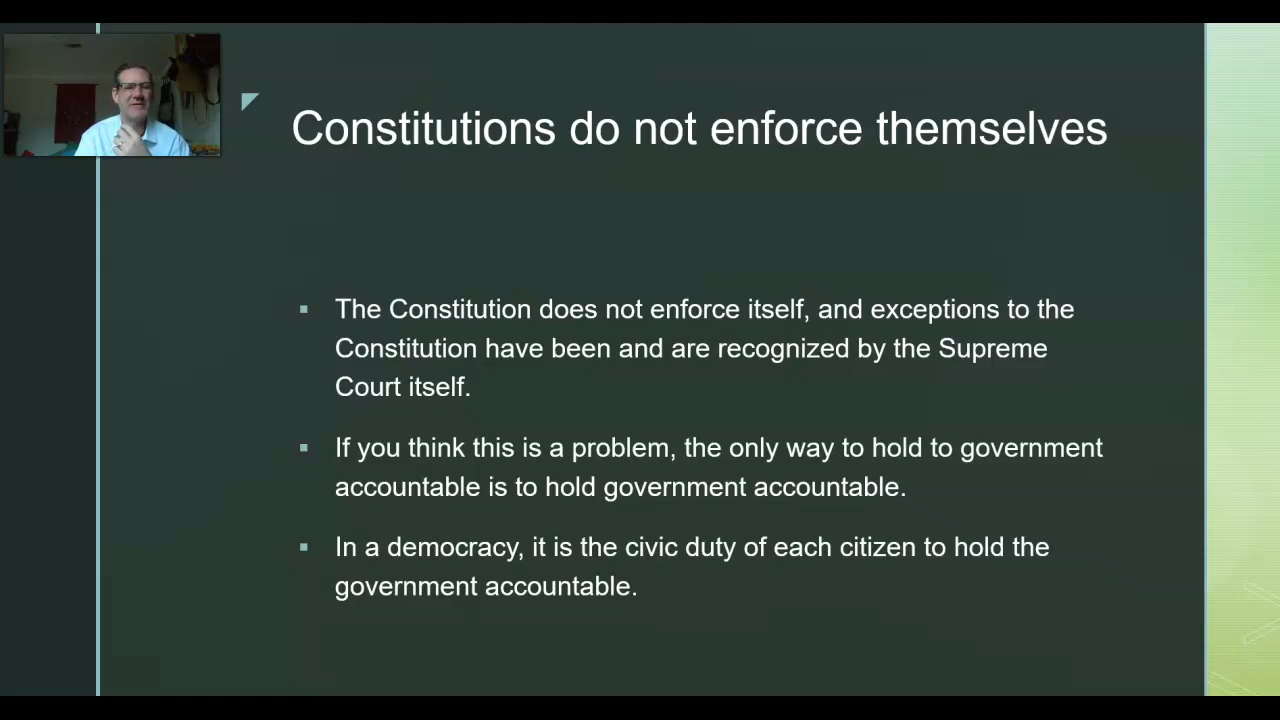 Constitutions do not enforce themselves
The Constitution does not enforce itself, and exceptions to the
Constitution have been and are recognized by the Supreme
Court itself.
If you think this is a problem, the only way to hold to government
accountable is to hold government accountable.
In a democracy, it is the civic duty of each citizen to hold the
government accountable.